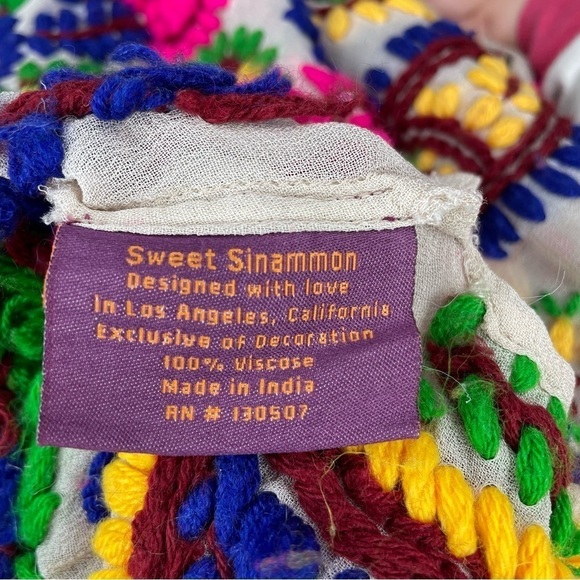 Sweet Sinammon
Designed with love
In Los Angeles, California
Exclusive of Decoration
100% Viscose
Made in India
RN # 130507